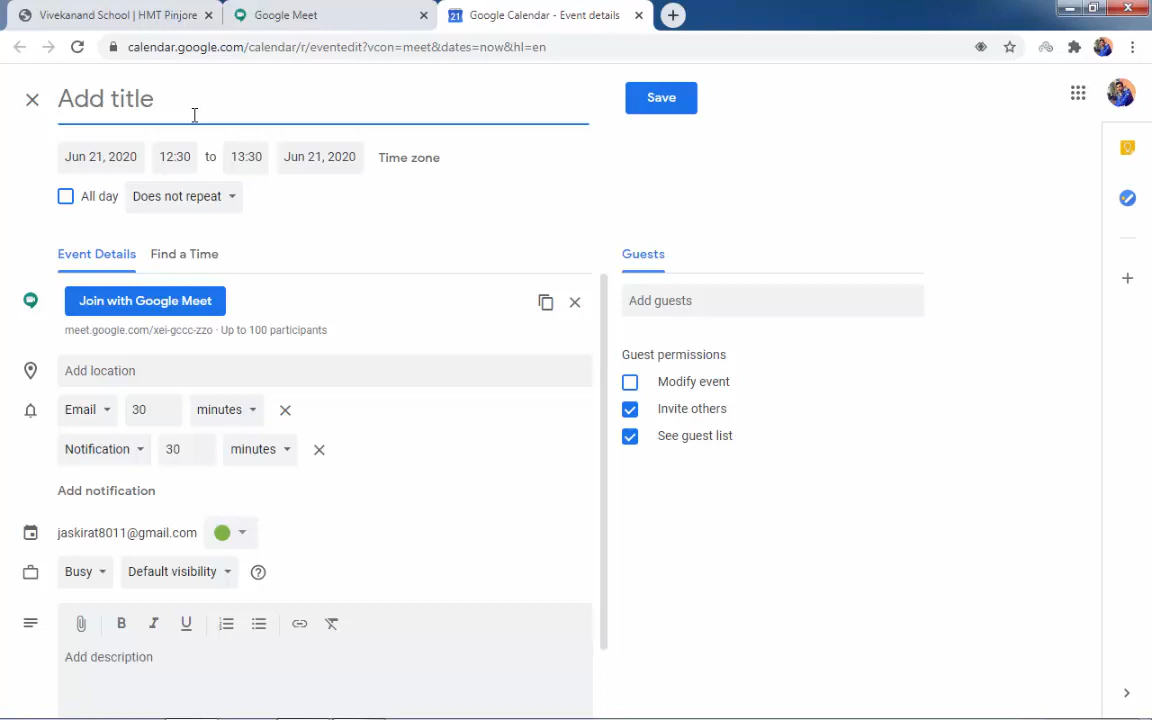 Vivekanand School | HMT Pinjore
Google Meet
Google Calendar - Event details
calendar.google.com/calendar/r/eventedit?vcon=meet&dates=now&hl=en
Add title
Save
Jun 21, 2020 12:30 to 13:30 Jun 21, 2020 Time zone
All day Does not repeat
Event Details Find a Time
Guests
Join with Google Meet
Add guests
meet.google.com/xei-gccc-zzo · Up to 100 participants
Guest permissions
Add location
Modify event
Email 30 minutes
Invite others
See guest list
Notification 30 minutes
Add notification
jaskirat8011@gmail.com
Busy Default visibility
B I U
Add description